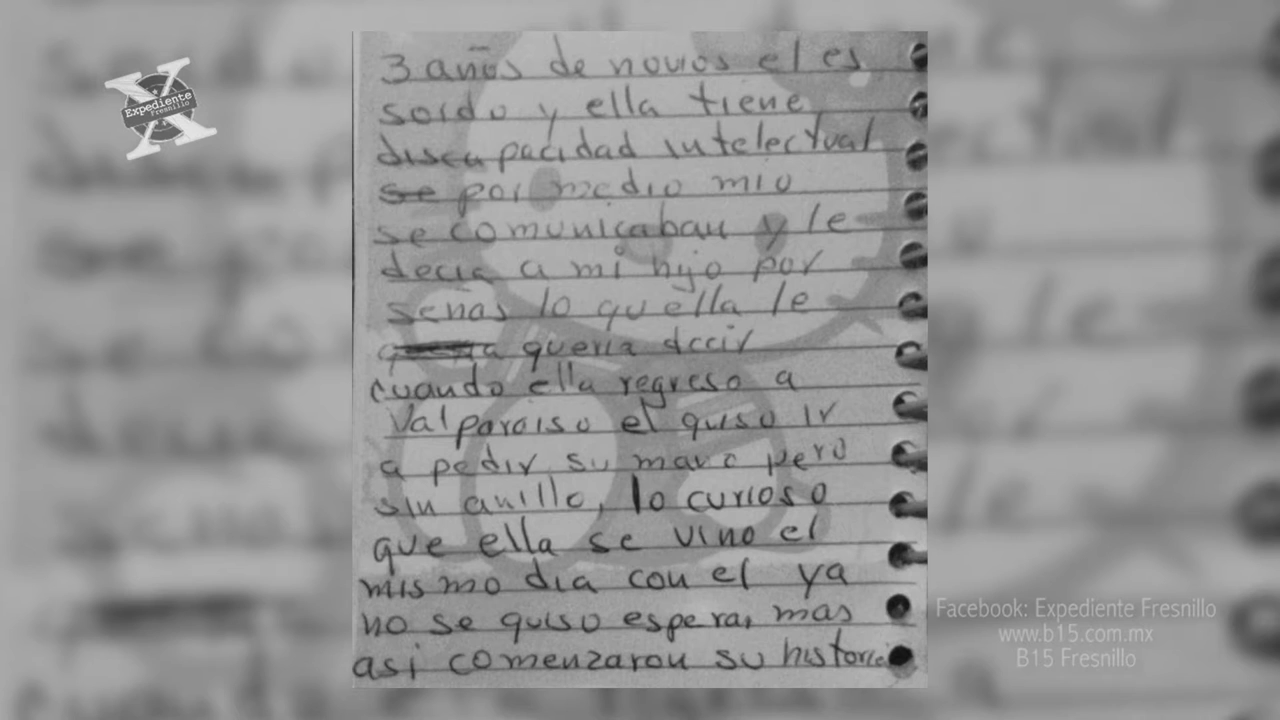 X
Expediente
Fresnillo
3 años de novios el es
sordo y ella tiene
discapacidad intelectual
se por medio mio
se comunicaban y le
decia a mi hijo por
señas lo quella le
queria decir
cuando ella regreso a
Valparaiso el quiso ir
a pedir su mano pero
sin anillo, lo curioso
que ella se vino el
mismo dia con el ya
no se quiso esperar mas
asi comenzaron su historia
Facebook: Expediente Fresnillo
www.b15.com.mx
B15 Fresnillo